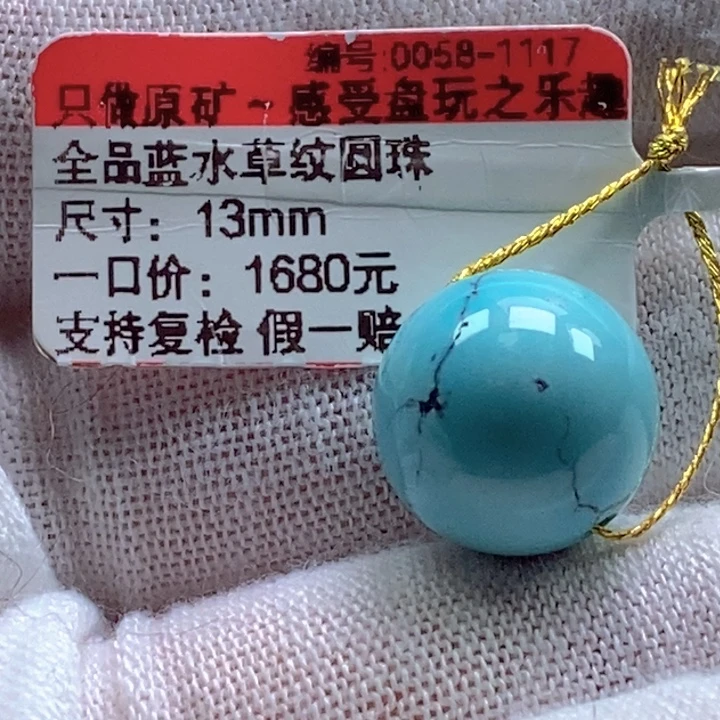 编号:0058-1117
只做原矿~感受盘玩之乐趣
全品蓝水草纹圆珠
尺寸：13mm
一口价：1680元
支持复检 假一赔